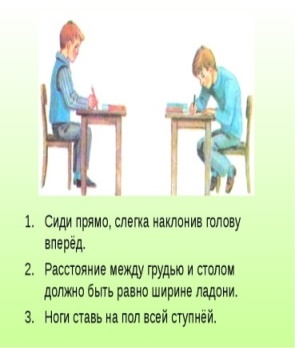 1. Сиди прямо, слегка наклонив голову
вперёд.
2. Расстояние между грудью и столом
должно быть равно ширине ладони.
3. Ноги ставь на пол всей ступнёй.